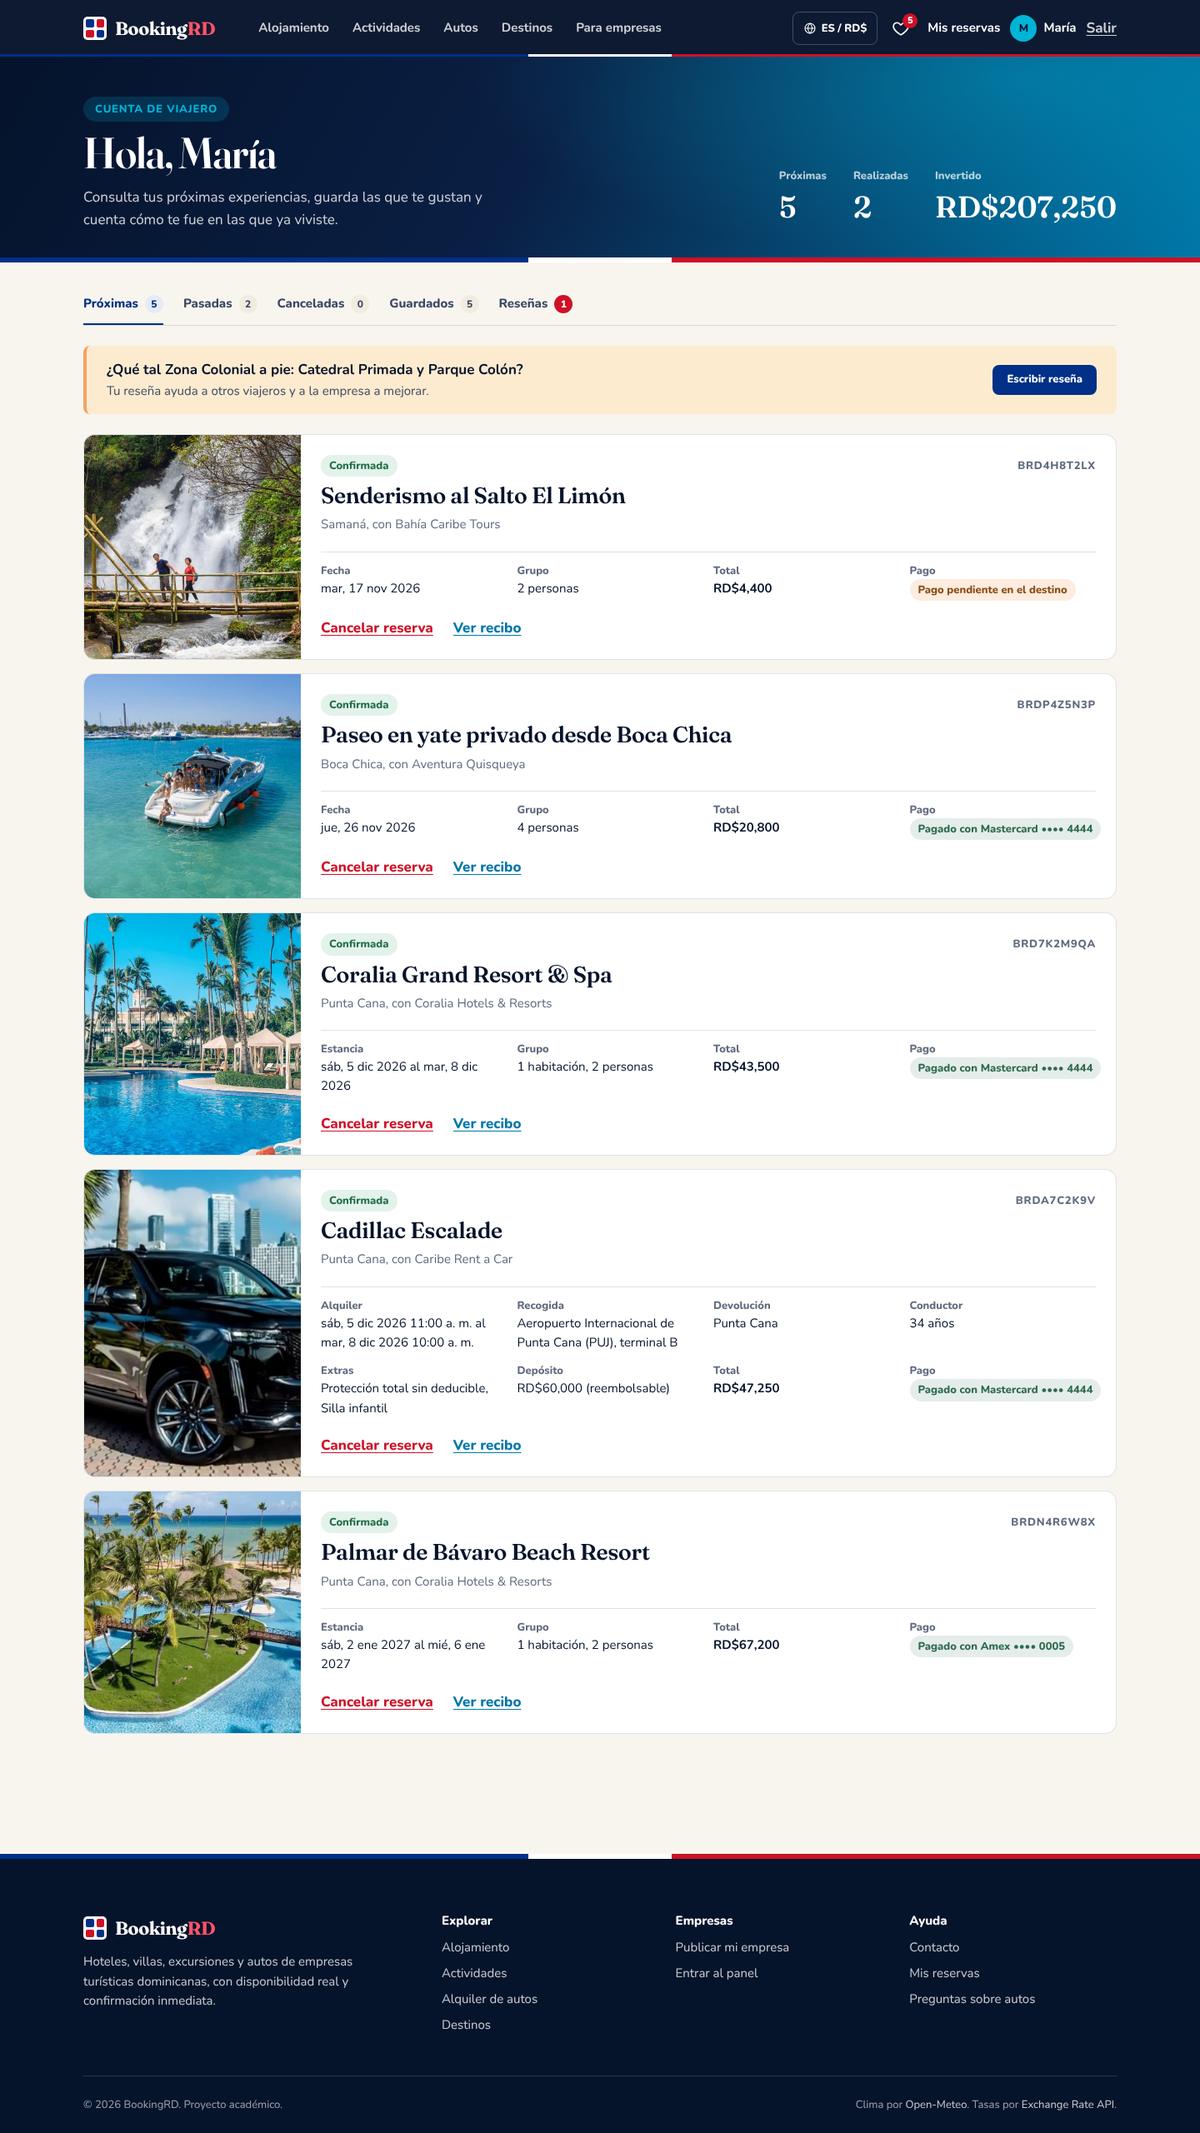 BookingRD
Alojamiento Actividades Autos Destinos Para empresas
ES / RD$
5
Mis reservas
M
María
Salir
CUENTA DE VIAJERO
Hola, María
Consulta tus próximas experiencias, guarda las que te gustan y
cuenta cómo te fue en las que ya viviste.
Próximas Realizadas Invertido
5 2 RD$207,250
Próximas 5 Pasadas 2 Canceladas 0 Guardados 5 Reseñas 1
¿Qué tal Zona Colonial a pie: Catedral Primada y Parque Colón?
Tu reseña ayuda a otros viajeros y a la empresa a mejorar.
Escribir reseña
Confirmada
BRD4H8T2LX
Senderismo al Salto El Limón
Samaná, con Bahía Caribe Tours
Fecha Grupo Total Pago
mar, 17 nov 2026 2 personas RD$4,400 Pago pendiente en el destino
Cancelar reserva Ver recibo
Confirmada
BRDP4Z5N3P
Paseo en yate privado desde Boca Chica
Boca Chica, con Aventura Quisqueya
Fecha Grupo Total Pago
jue, 26 nov 2026 4 personas RD$20,800 Pagado con Mastercard •••• 4444
Cancelar reserva Ver recibo
Confirmada
BRD7K2M9QA
Coralia Grand Resort & Spa
Punta Cana, con Coralia Hotels & Resorts
Estancia Grupo Total Pago
sáb, 5 dic 2026 al mar, 8 dic 1 habitación, 2 personas RD$43,500 Pagado con Mastercard •••• 4444
2026
Cancelar reserva Ver recibo
Confirmada
BRDA7C2K9V
Cadillac Escalade
Punta Cana, con Caribe Rent a Car
Alquiler Recogida Devolución Conductor
sáb, 5 dic 2026 11:00 a. m. al Aeropuerto Internacional de Punta Cana 34 años
mar, 8 dic 2026 10:00 a. m. Punta Cana (PUJ), terminal B
Extras Depósito Total Pago
Protección total sin deducible, RD$60,000 (reembolsable) RD$47,250 Pagado con Mastercard •••• 4444
Silla infantil
Cancelar reserva Ver recibo
Confirmada
BRDN4R6W8X
Palmar de Bávaro Beach Resort
Punta Cana, con Coralia Hotels & Resorts
Estancia Grupo Total Pago
sáb, 2 ene 2027 al mié, 6 ene 1 habitación, 2 personas RD$67,200 Pagado con Amex •••• 0005
2027
Cancelar reserva Ver recibo
BookingRD
Hoteles, villas, excursiones y autos de empresas
turísticas dominicanas, con disponibilidad real y
confirmación inmediata.
Explorar
Alojamiento
Actividades
Alquiler de autos
Destinos
Empresas
Publicar mi empresa
Entrar al panel
Ayuda
Contacto
Mis reservas
Preguntas sobre autos
© 2026 BookingRD. Proyecto académico.
Clima por Open-Meteo. Tasas por Exchange Rate API.